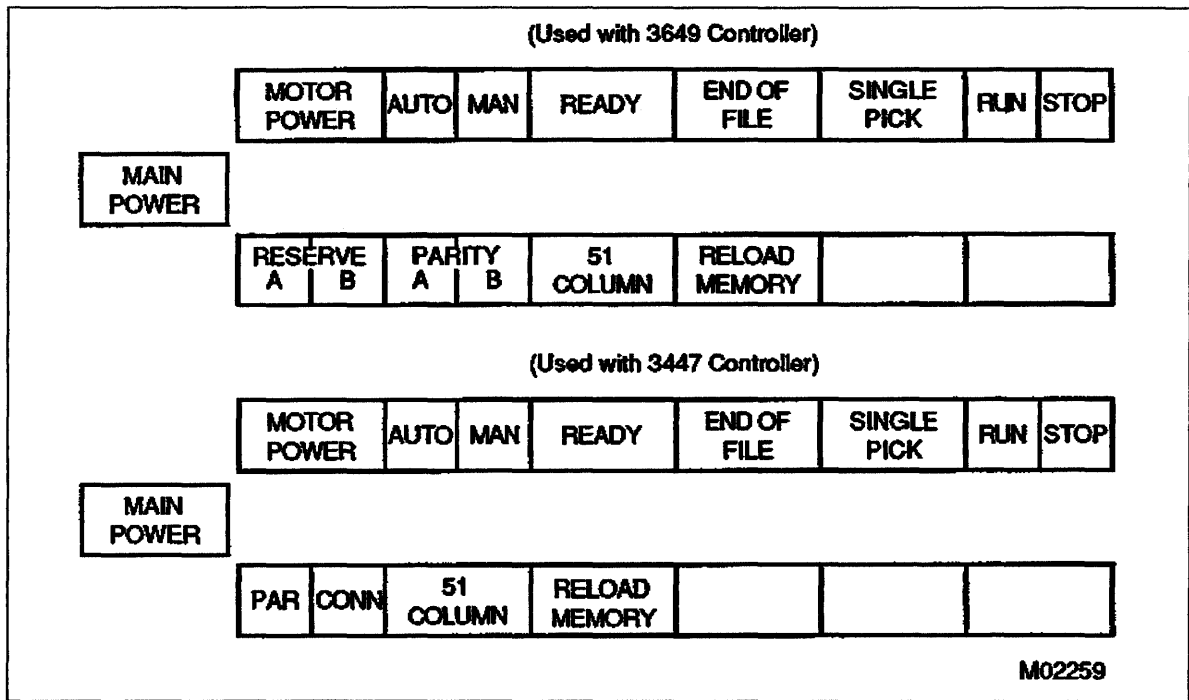 (Used with 3649 Controller)
MOTOR POWER AUTO MAN READY END OF FILE SINGLE PICK RUN STOP
MAIN POWER
RESERVE A B PARITY A B 51 COLUMN RELOAD MEMORY
(Used with 3447 Controller)
MOTOR POWER AUTO MAN READY END OF FILE SINGLE PICK RUN STOP
MAIN POWER
PAR CONN 51 COLUMN RELOAD MEMORY
M02259